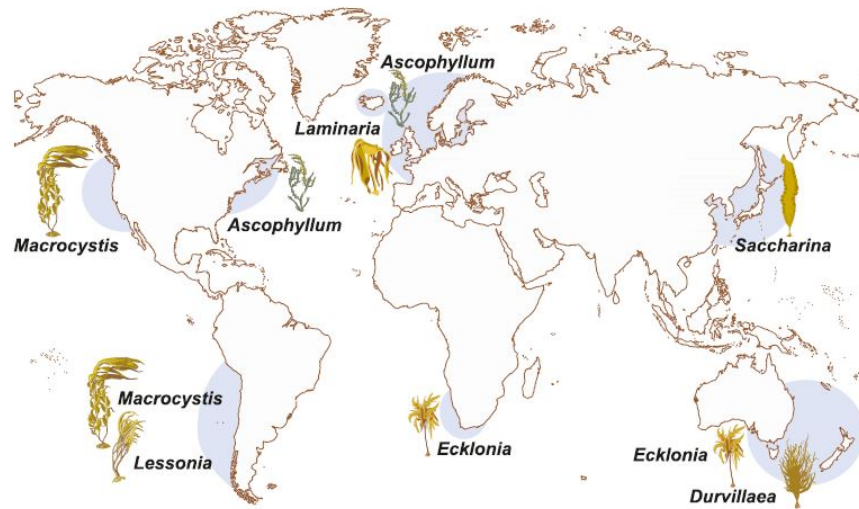 Ascophyllum
Laminaria
Macrocystis
Ascophyllum
Saccharina
Macrocystis
Lessonia
Ecklonia
Ecklonia
Durvillaea